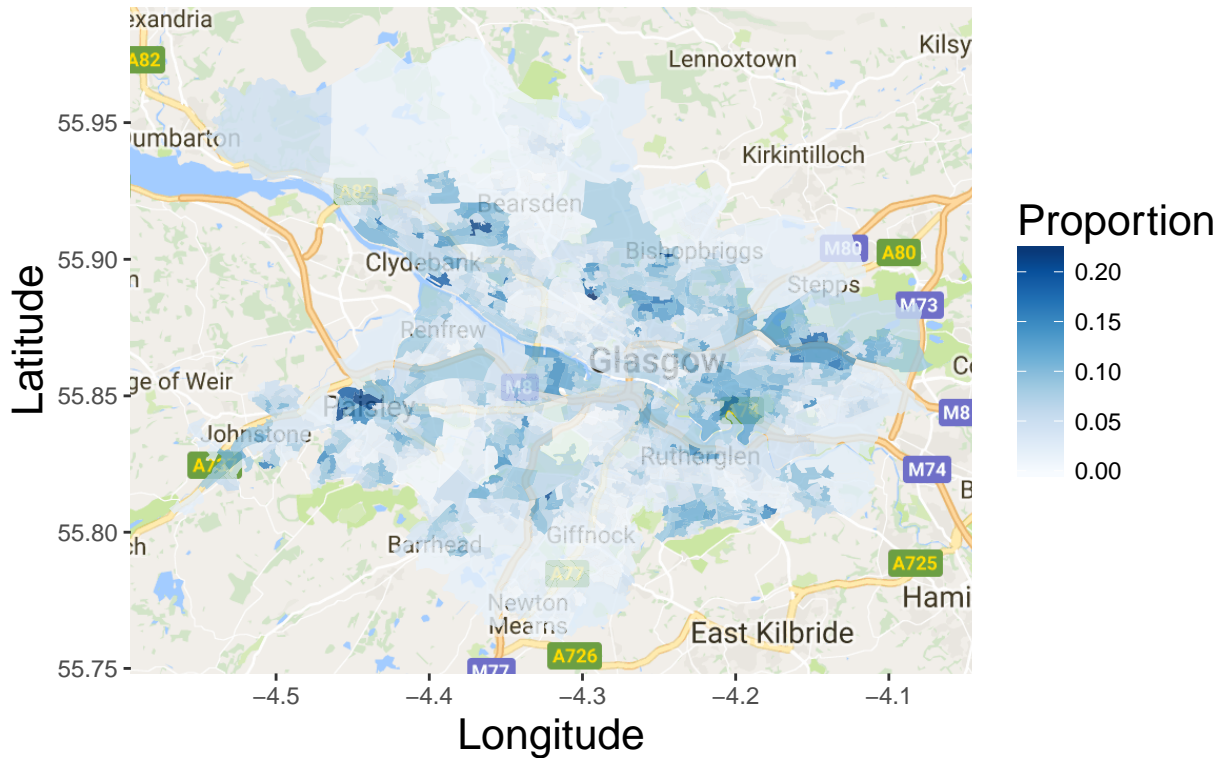 exandria
A82
Lennoxtown
Kilsy
55.95
Dumbarton
Kirkintilloch
A82
Bearsden
Proportion
Bishopbriggs
M80
A80
55.90
Clydebank
0.20
Stepps
M73
Renfrew
0.15
Latitude
Glasgow
0.10
ge of Weir
M8
55.85
Paisley
M8
0.05
Johnstone
Rutherglen
M74
0.00
55.80
Barrhead
Giffnock
ch
A725
A77
Newton
Mearns
Hami
East Kilbride
A726
55.75
M77
−4.5
−4.4
−4.3
−4.2
−4.1
Longitude